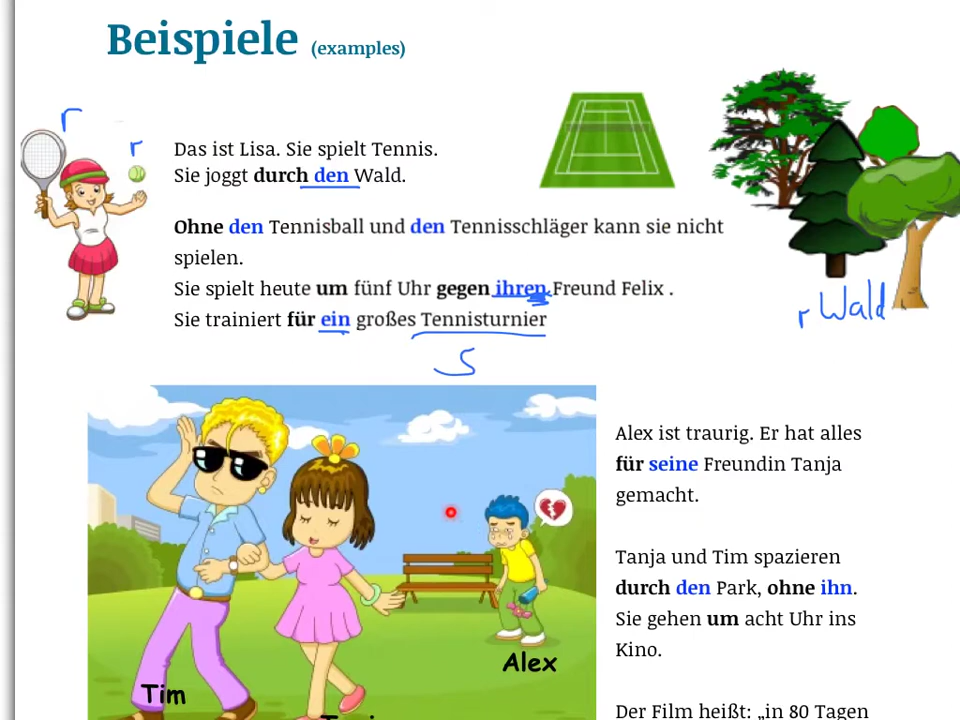 Beispiele (examples)
r
r
Das ist Lisa. Sie spielt Tennis.
Sie joggt durch den Wald.
Ohne den Tennisball und den Tennisschläger kann sie nicht
spielen.
Sie spielt heute um fünf Uhr gegen ihren Freund Felix .
Sie trainiert für ein großes Tennisturnier
r Wald
s
Alex ist traurig. Er hat alles
für seine Freundin Tanja
gemacht.
Tanja und Tim spazieren
durch den Park, ohne ihn.
Sie gehen um acht Uhr ins
Kino.
Der Film heißt: „in 80 Tagen
Alex
Tim